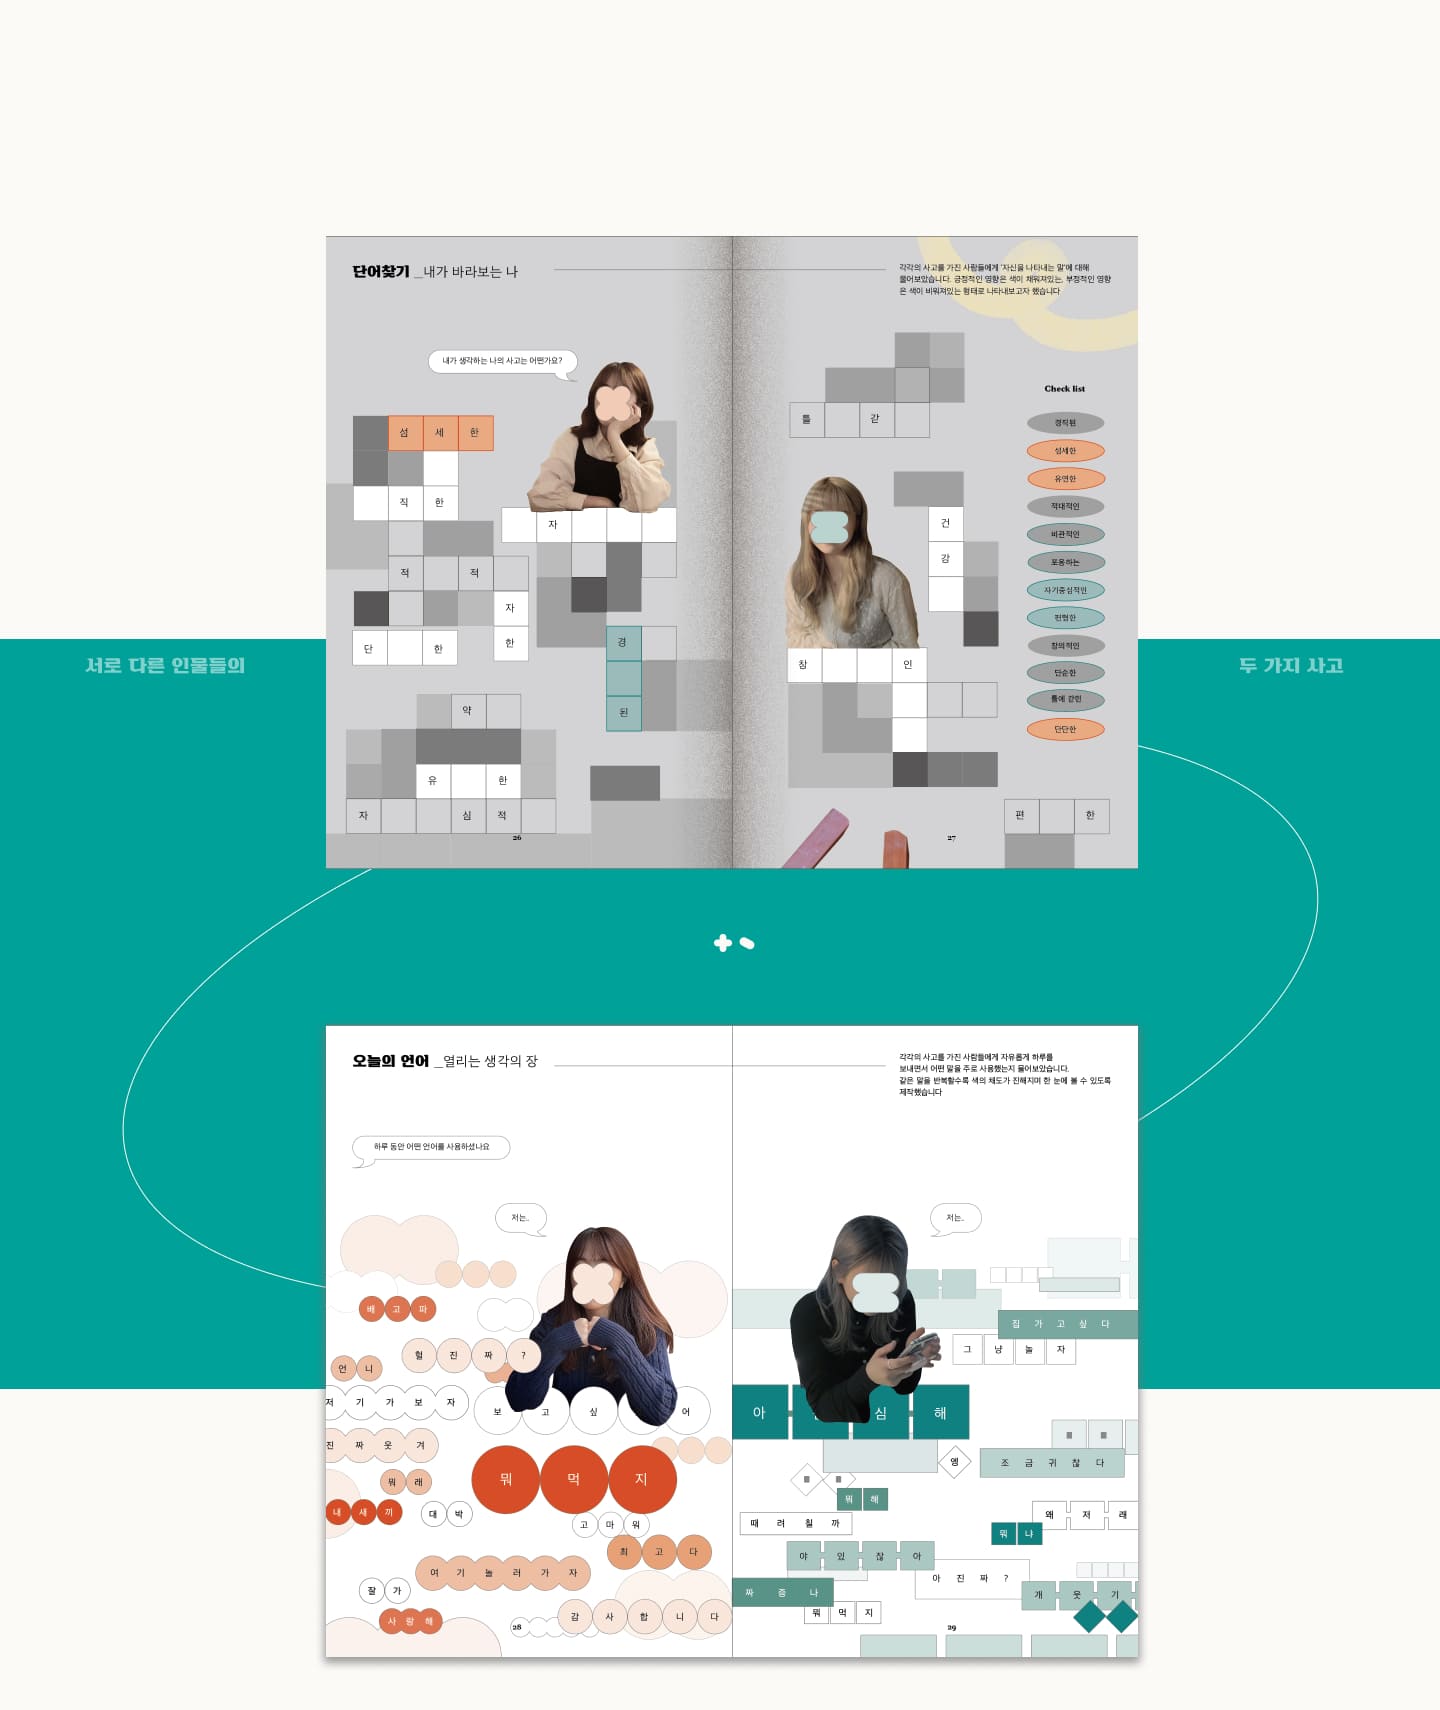 단어찾기 _내가 바라보는 나
각각의 사고를 가진 사람들에게 '자신을 나타내는 말'에 대해
물어보았습니다. 긍정적인 영향은 색이 채워져있는, 부정적인 영향
은 색이 비워져있는 형태로 나타내보고자 했습니다
내가 생각하는 나의 사고는 어떤가요?
섬 세 한
직 한
자
적 적
자
한
단 한
경
된
약
유 한
자 심 적
26
틀 갇
건
강
창 인
편 한
27
Check list
경직된
섬세한
유연한
적대적인
비관적인
포용하는
자기중심적인
편협한
창의적인
단순한
틀에 갇힌
단단한
서로 다른 인물들의
두 가지 사고
오늘의 언어 _열리는 생각의 장
각각의 사고를 가진 사람들에게 자유롭게 하루를
보내면서 어떤 말을 주로 사용했는지 물어보았습니다.
같은 말을 반복할수록 색의 채도가 진해지며 한 눈에 볼 수 있도록
제작했습니다
하루 동안 어떤 언어를 사용하셨나요
저는..
배 고 파
헐 진 짜 ?
언 니
저 기 가 보 자
보 고 싶 어
진 짜 웃 겨
뭐 래
뭐 먹 지
내 새 끼
대 박
고 마 워
최 고 다
여 기 놀 러 가 자
잘 가
사 랑 해
감 사 합 니 다
28
저는..
집 가 고 싶 다
그 냥 놀 자
아 심 해
조 금 귀 찮 다
엥
뭐 해
때 려 칠 까
왜 저 래
뭐 냐
야 있 잖 아
아 진 짜 ?
짜 증 나
개 웃 기
뭐 먹 지
29